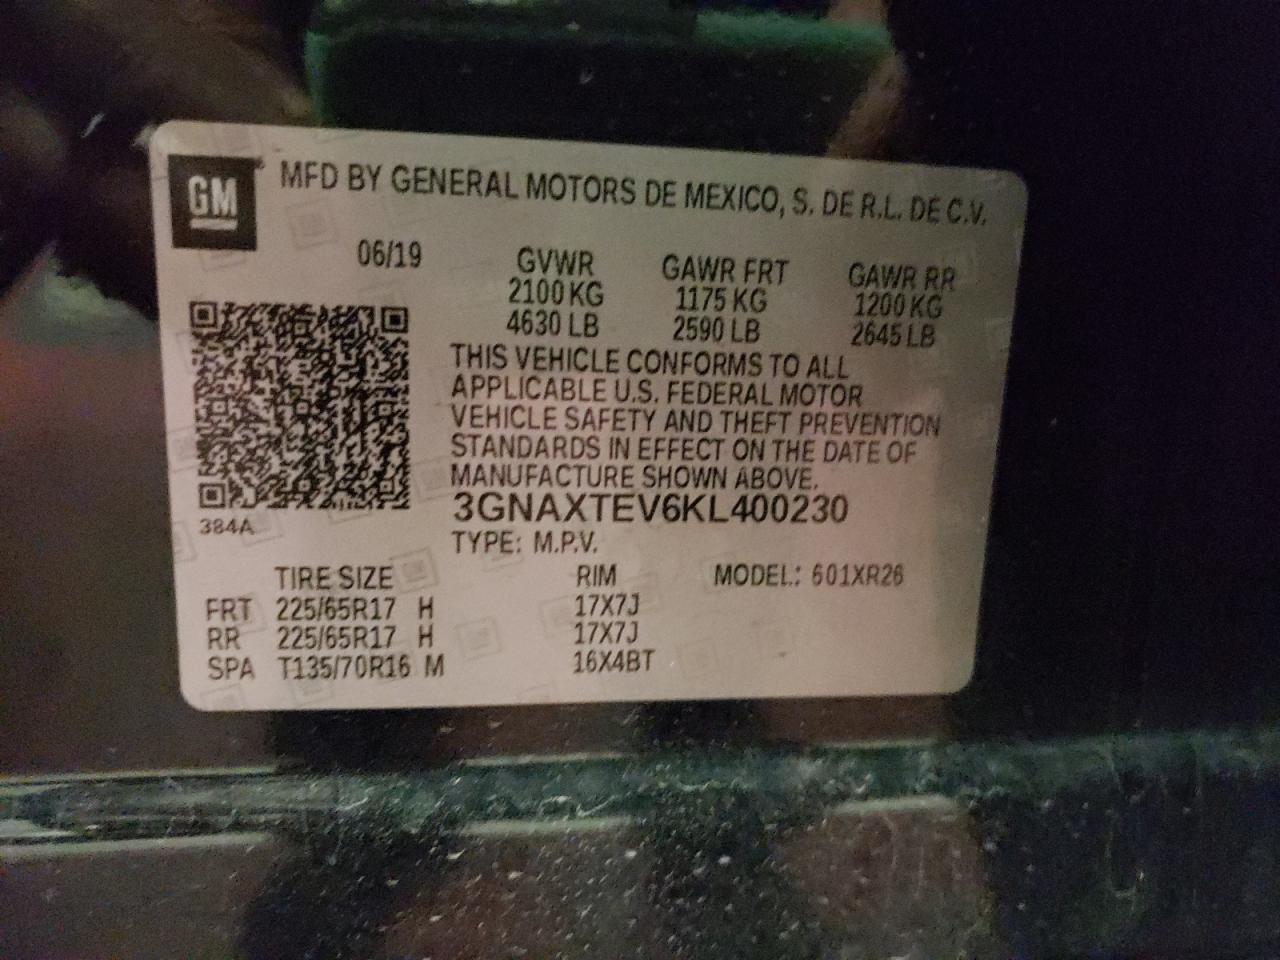 GM® MFD BY GENERAL MOTORS DE MEXICO, S. DE R.L. DE C.V.
06/19 GVWR GAWR FRT GAWR RR
2100 KG 1175 KG 1200 KG
4630 LB 2590 LB 2645 LB
THIS VEHICLE CONFORMS TO ALL
APPLICABLE U.S. FEDERAL MOTOR
VEHICLE SAFETY AND THEFT PREVENTION
STANDARDS IN EFFECT ON THE DATE OF
MANUFACTURE SHOWN ABOVE.
3GNAXTEV6KL400230
384A
TYPE: M.P.V.
TIRE SIZE RIM MODEL: 601XR26
FRT 225/65R17 H 17X7J
RR 225/65R17 H 17X7J
SPA T135/70R16 M 16X4BT